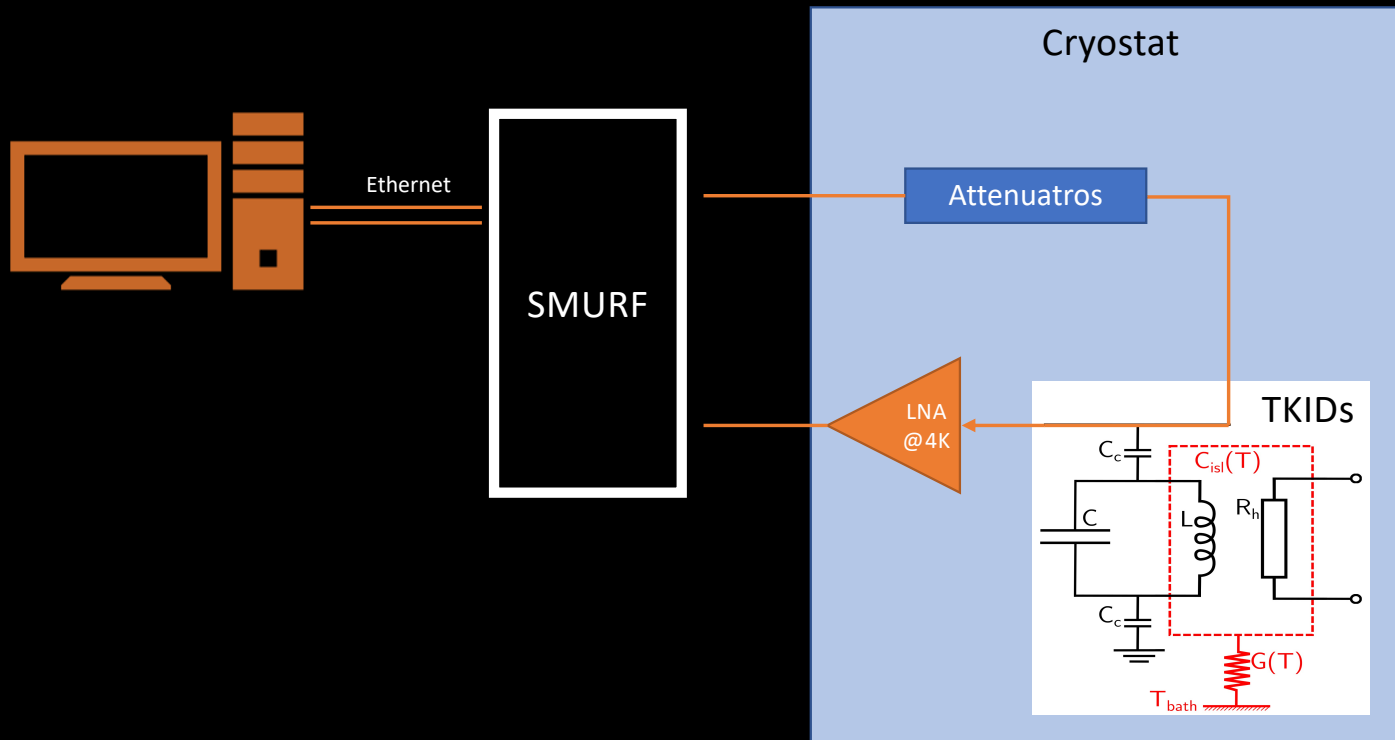 Cryostat
Ethernet
Attenuatros
SMURF
LNA
@4K
TKIDs
Cc
Cisl(T)
C
L
Rh
Cc
G(T)
Tbath